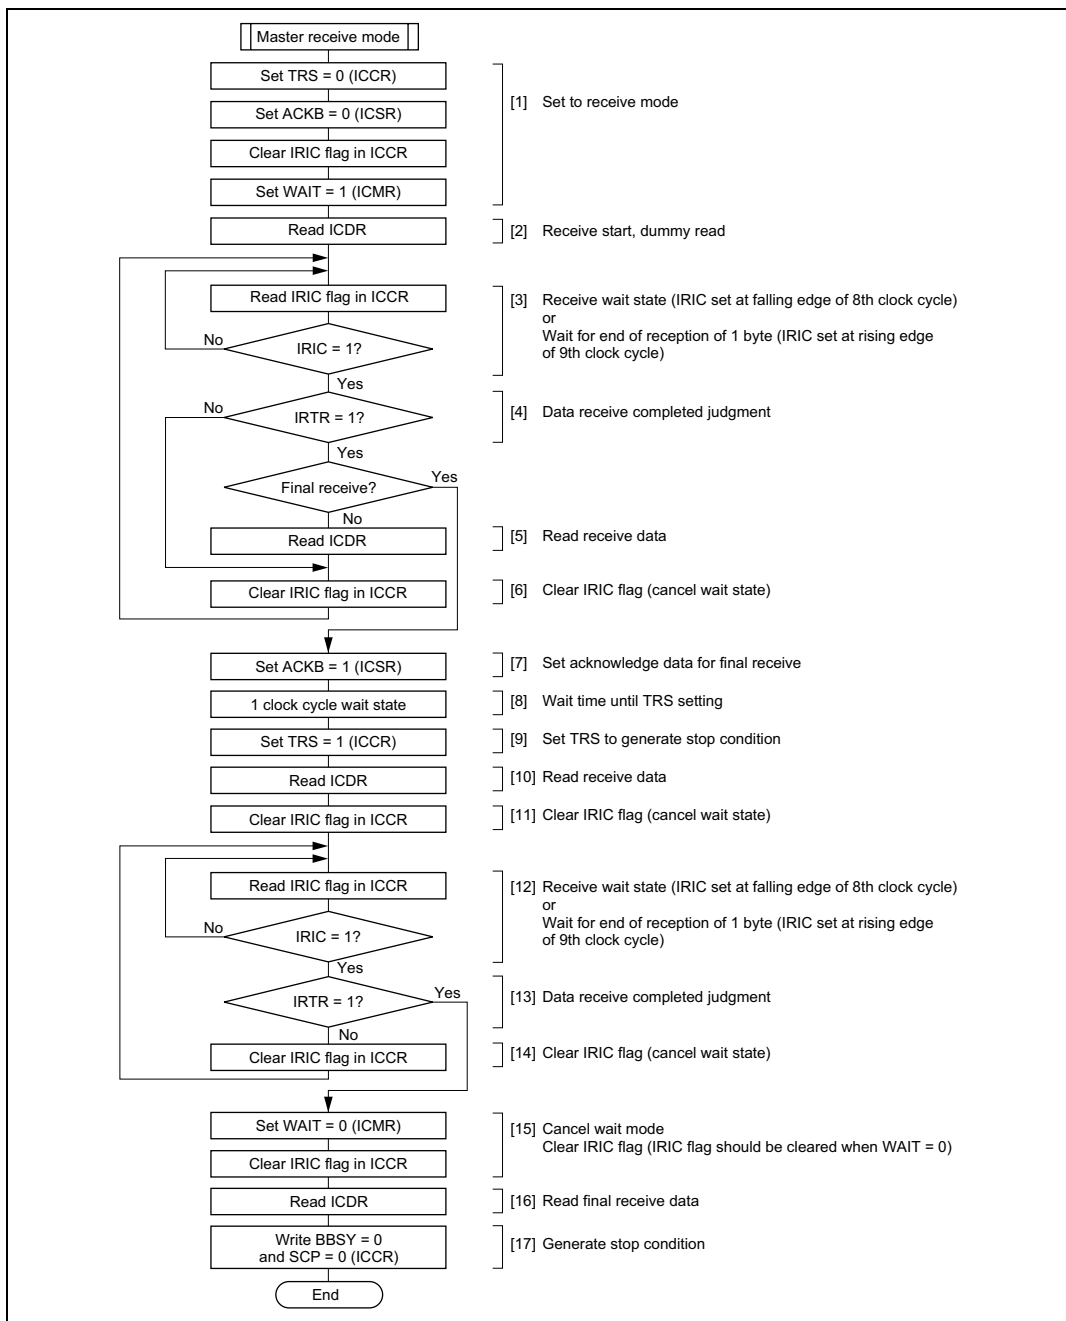 Master receive mode
Set TRS = 0 (ICCR)
[1] Set to receive mode
Set ACKB = 0 (ICSR)
Clear IRIC flag in ICCR
Set WAIT = 1 (ICMR)
Read ICDR
[2] Receive start, dummy read
Read IRIC flag in ICCR
[3] Receive wait state (IRIC set at falling edge of 8th clock cycle)
or
Wait for end of reception of 1 byte (IRIC set at rising edge
of 9th clock cycle)
No
IRIC = 1?
Yes
No
IRTR = 1?
[4] Data receive completed judgment
Yes
Final receive?
Yes
No
Read ICDR
[5] Read receive data
Clear IRIC flag in ICCR
[6] Clear IRIC flag (cancel wait state)
Set ACKB = 1 (ICSR)
[7] Set acknowledge data for final receive
1 clock cycle wait state
[8] Wait time until TRS setting
Set TRS = 1 (ICCR)
[9] Set TRS to generate stop condition
Read ICDR
[10] Read receive data
Clear IRIC flag in ICCR
[11] Clear IRIC flag (cancel wait state)
Read IRIC flag in ICCR
[12] Receive wait state (IRIC set at falling edge of 8th clock cycle)
or
Wait for end of reception of 1 byte (IRIC set at rising edge
of 9th clock cycle)
No
IRIC = 1?
Yes
IRTR = 1?
Yes
[13] Data receive completed judgment
No
Clear IRIC flag in ICCR
[14] Clear IRIC flag (cancel wait state)
Set WAIT = 0 (ICMR)
[15] Cancel wait mode
Clear IRIC flag (IRIC flag should be cleared when WAIT = 0)
Clear IRIC flag in ICCR
Read ICDR
[16] Read final receive data
Write BBSY = 0
and SCP = 0 (ICCR)
[17] Generate stop condition
End